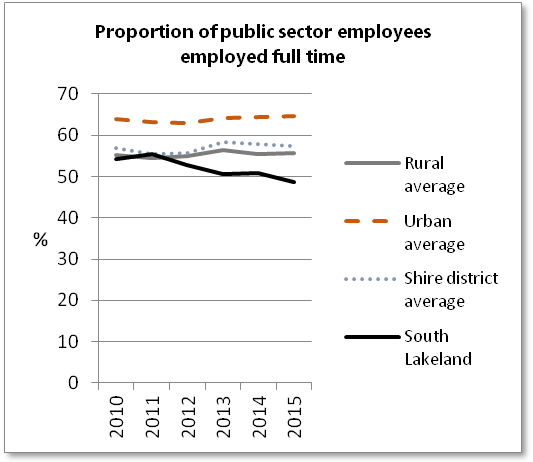 Proportion of public sector employees
employed full time
70
60
50
40
30
20
10
0
%
2010
2011
2012
2013
2014
2015
Rural
average
Urban
average
Shire district
average
South
Lakeland